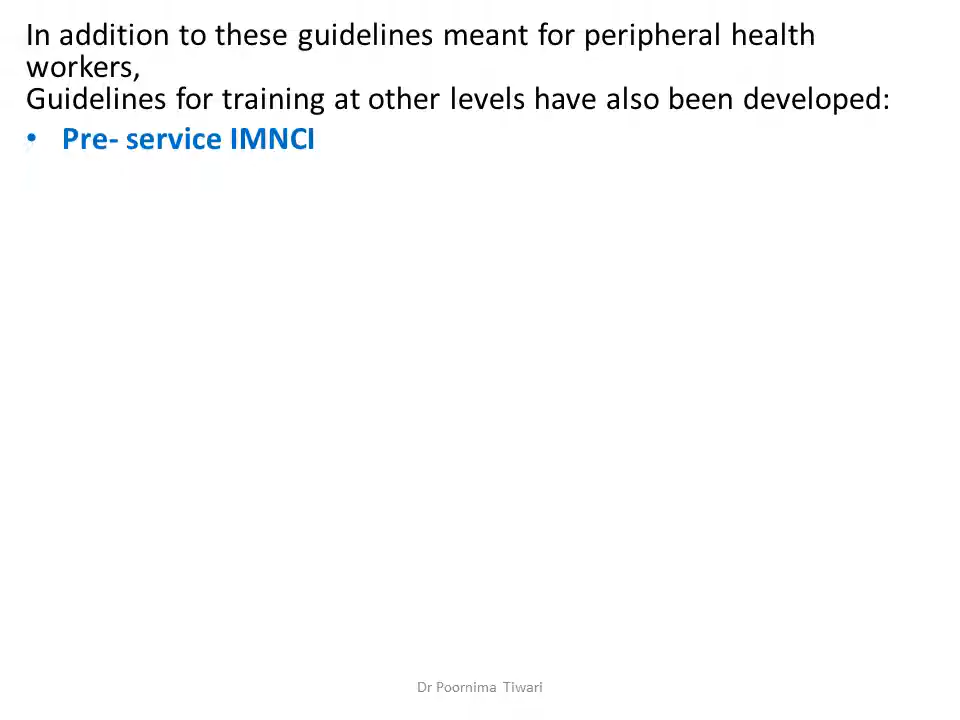 In addition to these guidelines meant for peripheral health
workers,
Guidelines for training at other levels have also been developed:
• Pre- service IMNCI
Dr Poornima Tiwari